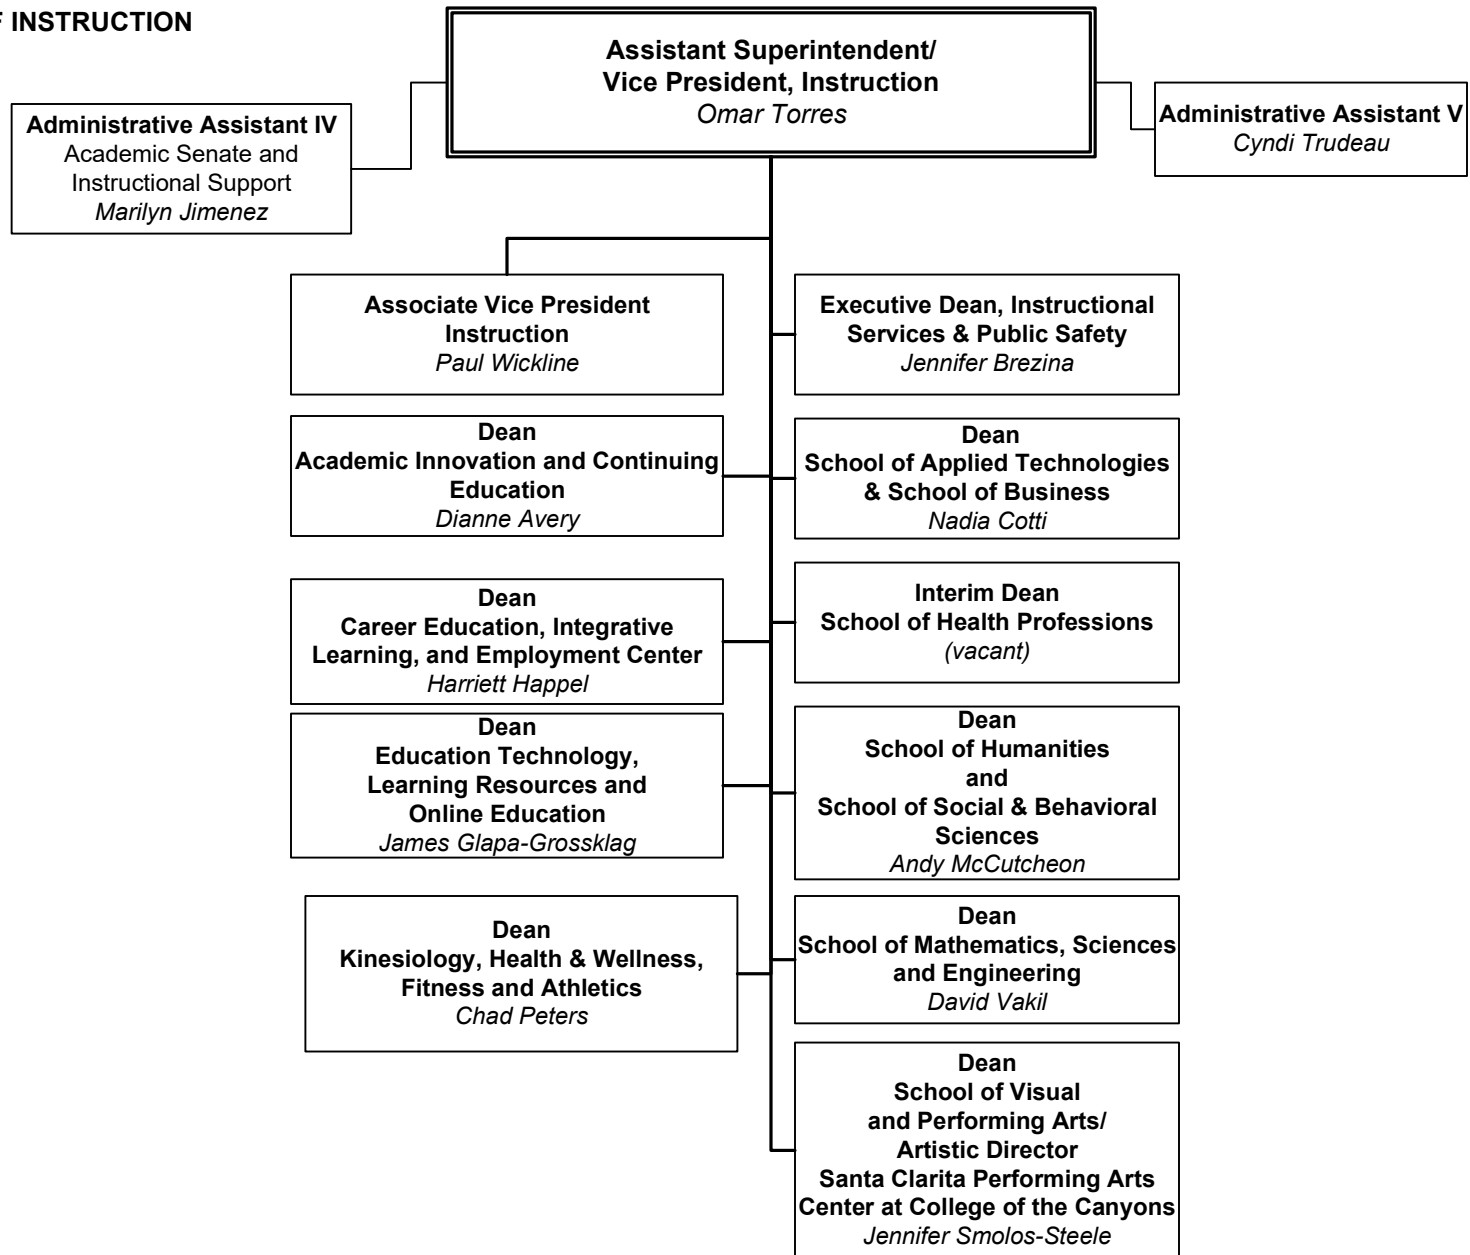 INSTRUCTION
Assistant Superintendent/
Vice President, Instruction
Omar Torres
Administrative Assistant IV
Academic Senate and
Instructional Support
Marilyn Jimenez
Administrative Assistant V
Cyndi Trudeau
Associate Vice President
Instruction
Paul Wickline
Executive Dean, Instructional
Services & Public Safety
Jennifer Brezina
Dean
Academic Innovation and Continuing
Education
Dianne Avery
Dean
School of Applied Technologies
& School of Business
Nadia Cotti
Dean
Career Education, Integrative
Learning, and Employment Center
Harriett Happel
Interim Dean
School of Health Professions
(vacant)
Dean
Education Technology,
Learning Resources and
Online Education
James Glapa-Grossklag
Dean
School of Humanities
and
School of Social & Behavioral
Sciences
Andy McCutcheon
Dean
Kinesiology, Health & Wellness,
Fitness and Athletics
Chad Peters
Dean
School of Mathematics, Sciences
and Engineering
David Vakil
Dean
School of Visual
and Performing Arts/
Artistic Director
Santa Clarita Performing Arts
Center at College of the Canyons
Jennifer Smolos-Steele